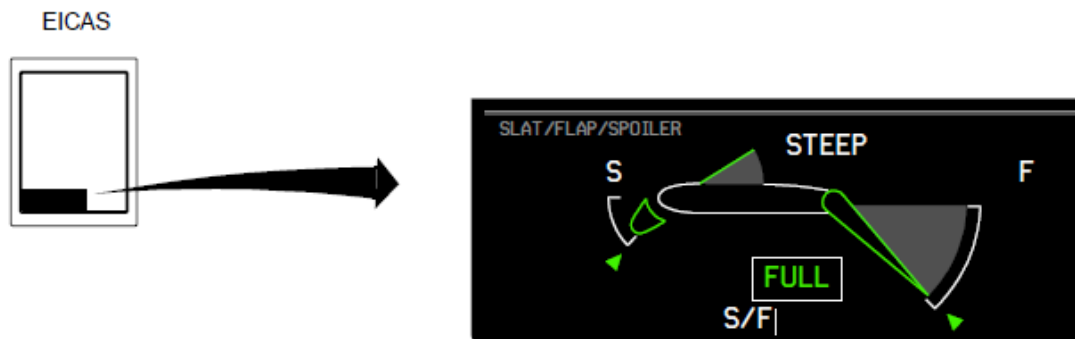 EICAS
SLAT/FLAP/SPOILER
STEEP
S
F
FULL
S/F